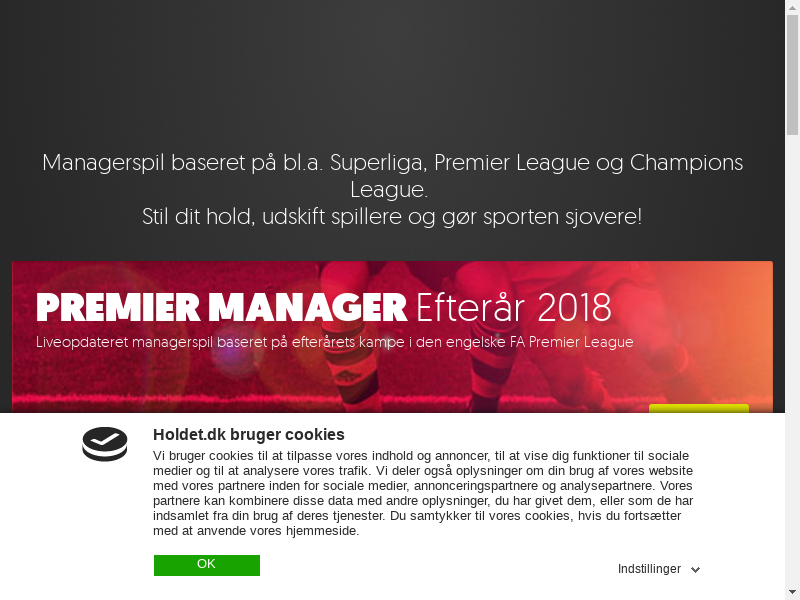 Managerspil baseret på bl.a. Superliga, Premier League og Champions
League.
Stil dit hold, udskift spillere og gør sporten sjovere!
PREMIER MANAGER Efterår 2018
Liveopdateret managerspil baseret på efterårets kampe i den engelske FA Premier League
Holdet.dk bruger cookies
Vi bruger cookies til at tilpasse vores indhold og annoncer, til at vise dig funktioner til sociale
medier og til at analysere vores trafik. Vi deler også oplysninger om din brug af vores website
med vores partnere inden for sociale medier, annonceringspartnere og analysepartnere. Vores
partnere kan kombinere disse data med andre oplysninger, du har givet dem, eller som de har
indsamlet fra din brug af deres tjenester. Du samtykker til vores cookies, hvis du fortsætter
med at anvende vores hjemmeside.
OK
Indstillinger